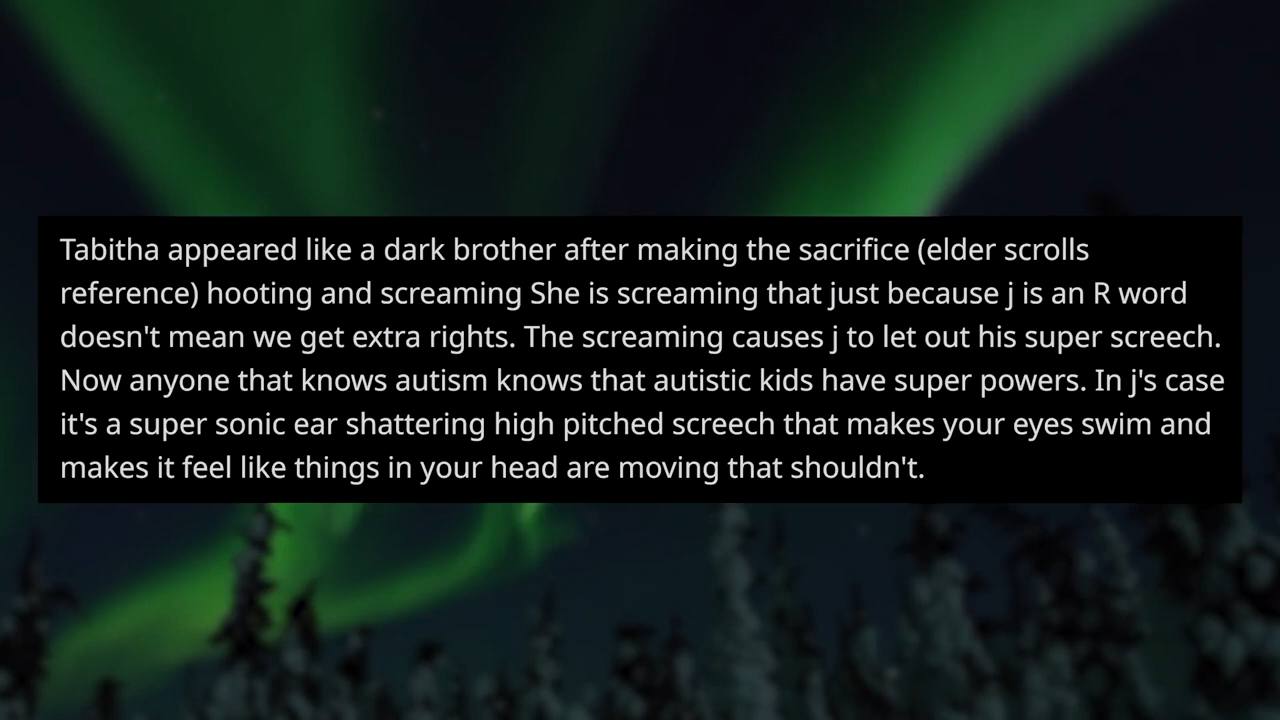 Tabitha appeared like a dark brother after making the sacrifice (elder scrolls
reference) hooting and screaming She is screaming that just because j is an R word
doesn't mean we get extra rights. The screaming causes j to let out his super screech.
Now anyone that knows autism knows that autistic kids have super powers. In j's case
it's a super sonic ear shattering high pitched screech that makes your eyes swim and
makes it feel like things in your head are moving that shouldn't.